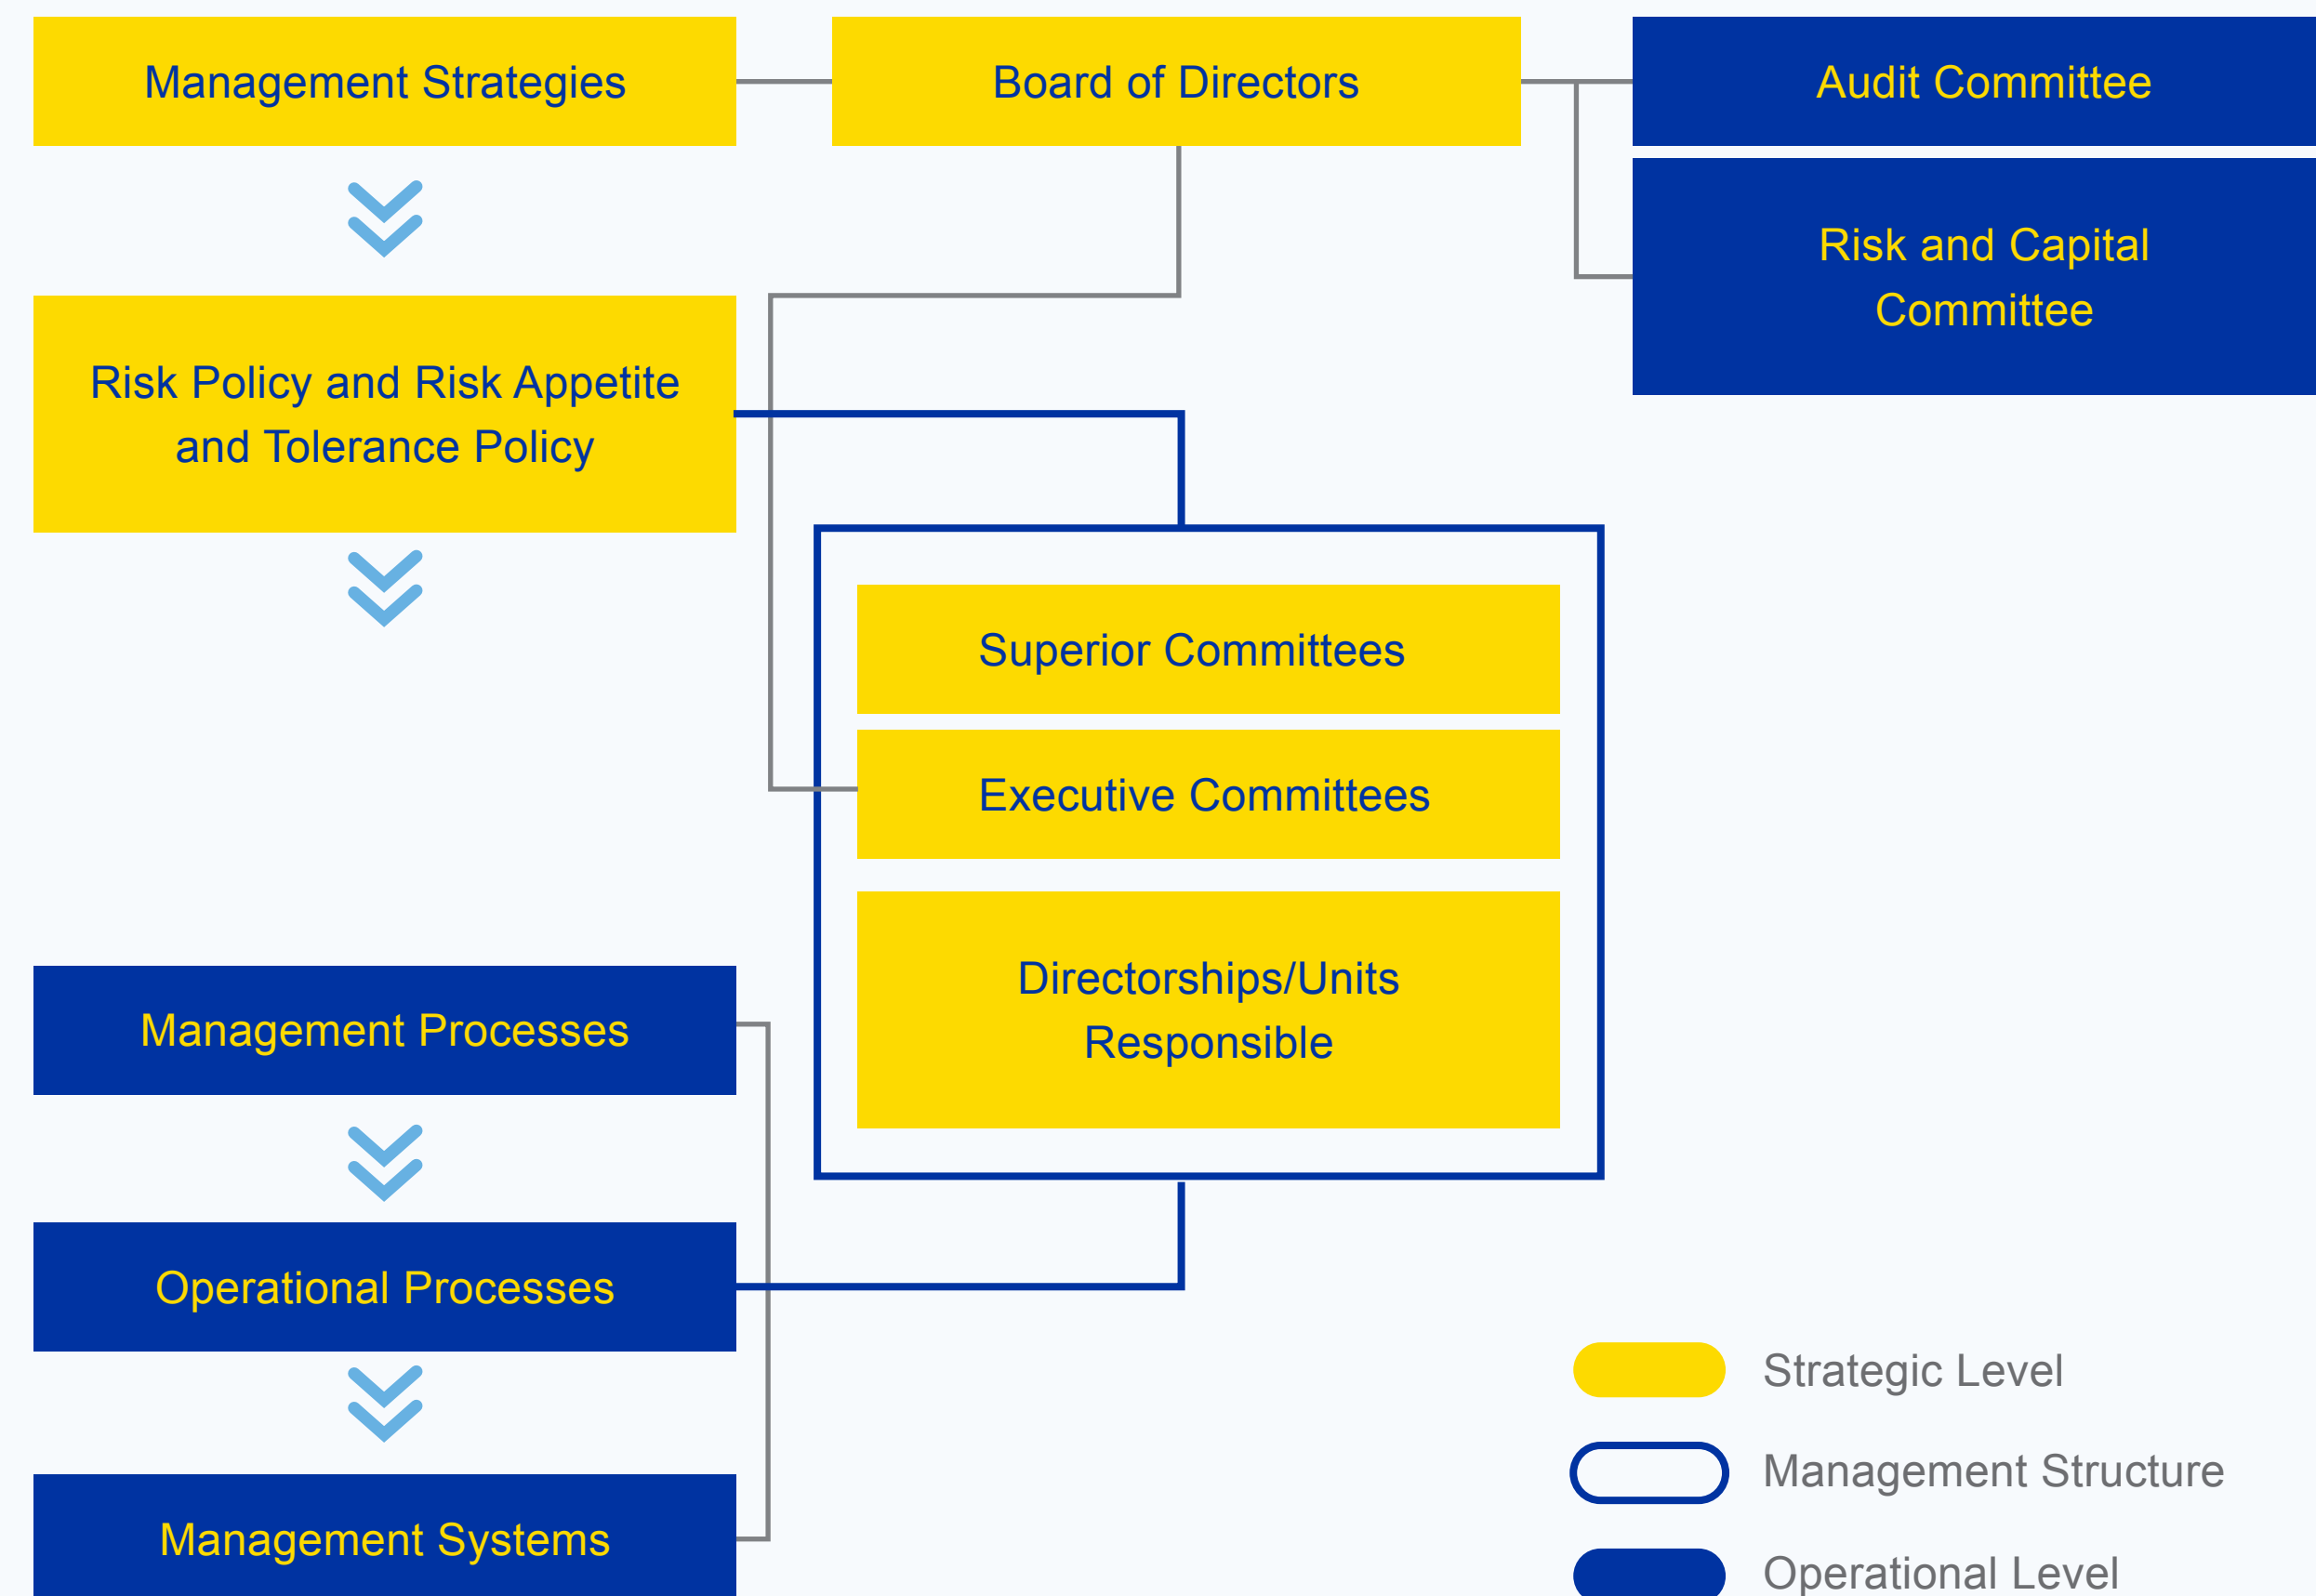 Management Strategies
Board of Directors
Audit Committee
Risk and Capital
Committee
Risk Policy and Risk Appetite
and Tolerance Policy
Superior Committees
Executive Committees
Directorships/Units
Responsible
Management Processes
Operational Processes
Management Systems
Strategic Level
Management Structure
Operational Level